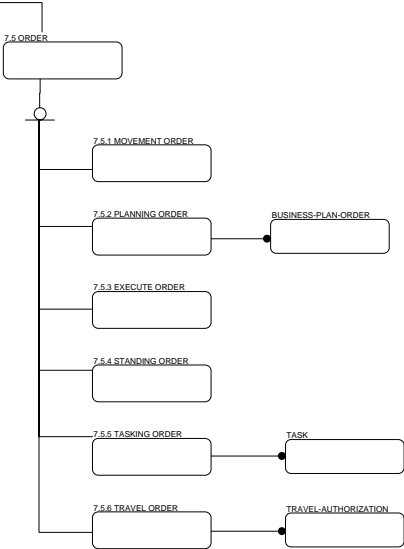 7.5 ORDER
7.5.1 MOVEMENT ORDER
7.5.2 PLANNING ORDER
BUSINESS-PLAN-ORDER
7.5.3 EXECUTE ORDER
7.5.4 STANDING ORDER
7.5.5 TASKING ORDER
TASK
7.5.6 TRAVEL ORDER
TRAVEL-AUTHORIZATION